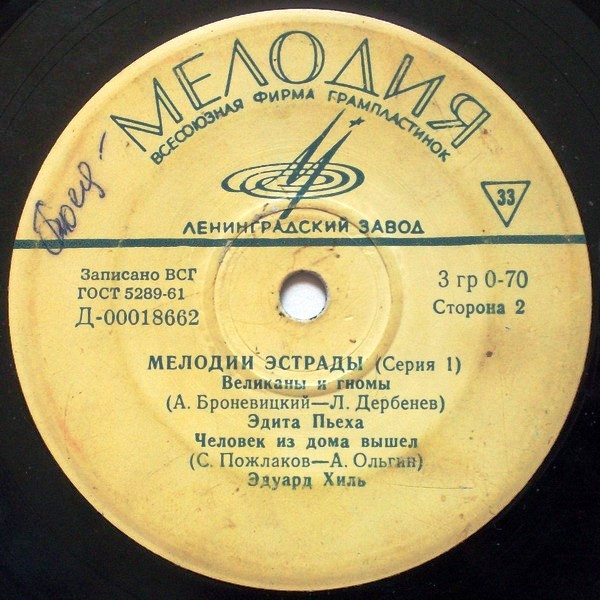 МЕЛОДИЯ
ВСЕСОЮЗНАЯ ФИРМА ГРАМПЛАСТИНОК
33
ЛЕНИНГРАДСКИЙ ЗАВОД
Записано ВСГ
ГОСТ 5289-61
Д-00018662
3 гр 0-70
Сторона 2
МЕЛОДИИ ЭСТРАДЫ (Серия 1)
Великаны и гномы
(А. Броневицкий—Л. Дербенев)
Эдита Пьеха
Человек из дома вышел
(С. Пожлаков—А. Ольгин)
Эдуард Хиль